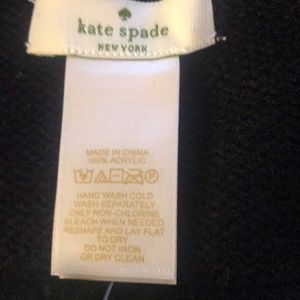 kate spade
NEW YORK
MADE IN CHINA
100% ACRYLIC
HAND WASH COLD
WASH SEPARATELY
ONLY NON-CHLORINE
BLEACH WHEN NEEDED
RESHAPE AND LAY FLAT
TO DRY
DO NOT IRON
OR DRY CLEAN